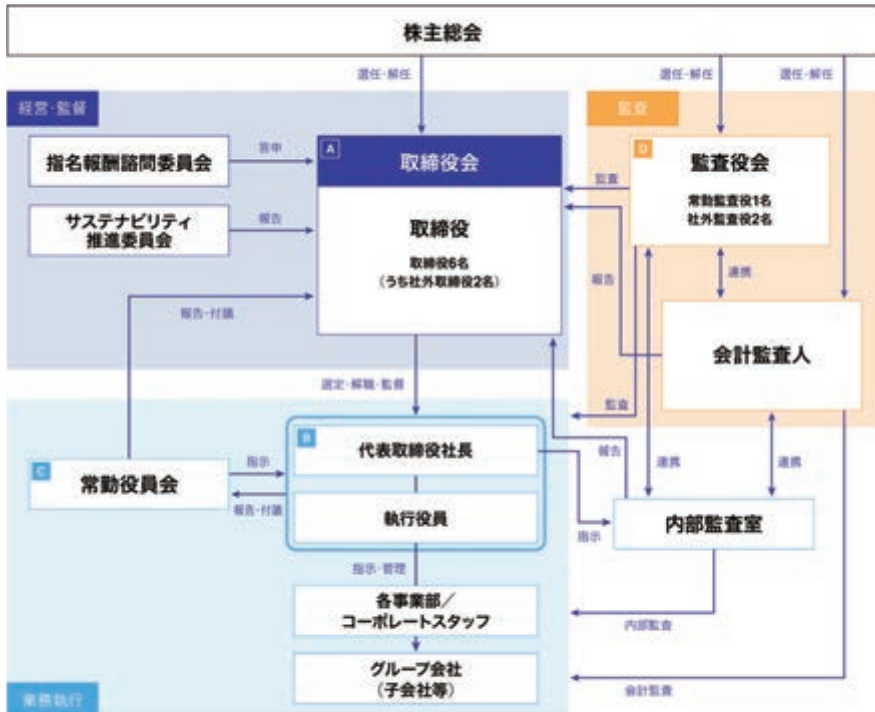 株主総会
選任・解任
選任・解任
選任・解任
経営・監督
監査
指名報酬諮問委員会
答申
A
取締役会
D
監査役会
監査
常勤監査役1名
社外監査役2名
サステナビリティ
推進委員会
報告
取締役
取締役6名
(うち社外取締役2名)
報告
連携
報告・付議
会計監査人
選定・解職・監督
監査
B
代表取締役社長
C
常勤役員会
指示
報告・付議
執行役員
報告
連携
連携
内部監査室
指示
指示・管理
各事業部／
コーポレートスタッフ
内部監査
グループ会社
(子会社等)
会計監査
業務執行